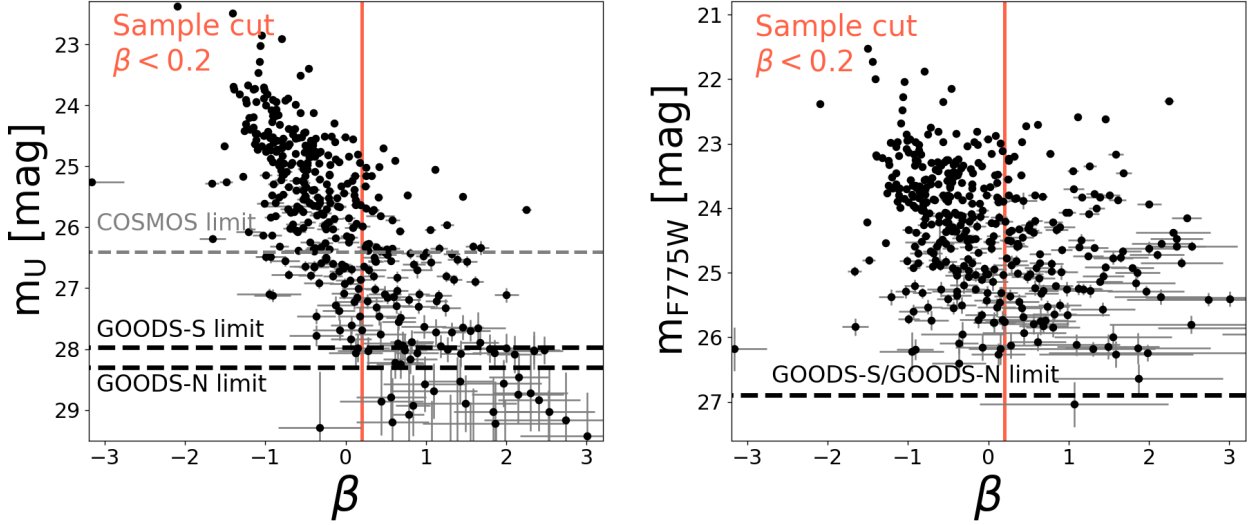 Sample cut
β < 0.2
COSMOS limit
GOODS-S limit
GOODS-N limit
23
24
25
26
27
28
29
−3
−2
−1
0
1
2
3
m_U [mag]
β
Sample cut
β < 0.2
GOODS-S/GOODS-N limit
21
22
23
24
25
26
27
−3
−2
−1
0
1
2
3
m_F775W [mag]
β